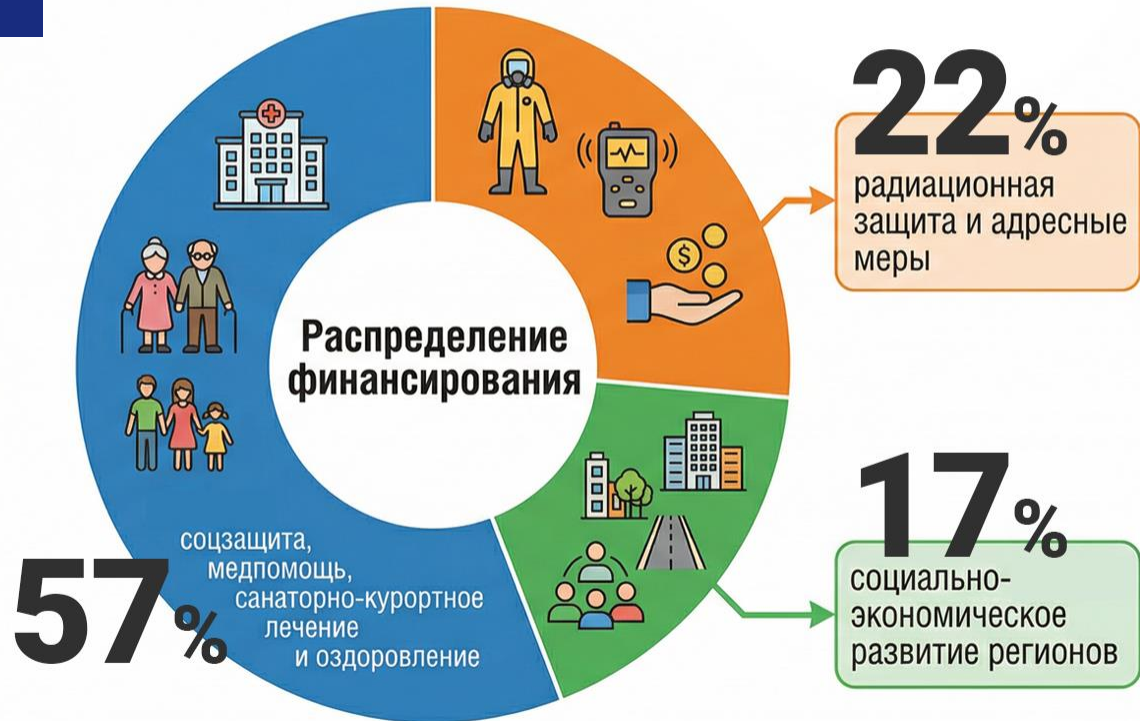 Распределение
финансирования
22%
радиационная
защита и адресные
меры
17%
социально-
экономическое
развитие регионов
57%
соцзащита,
медпомощь,
санаторно-курортное
лечение
и оздоровление
$